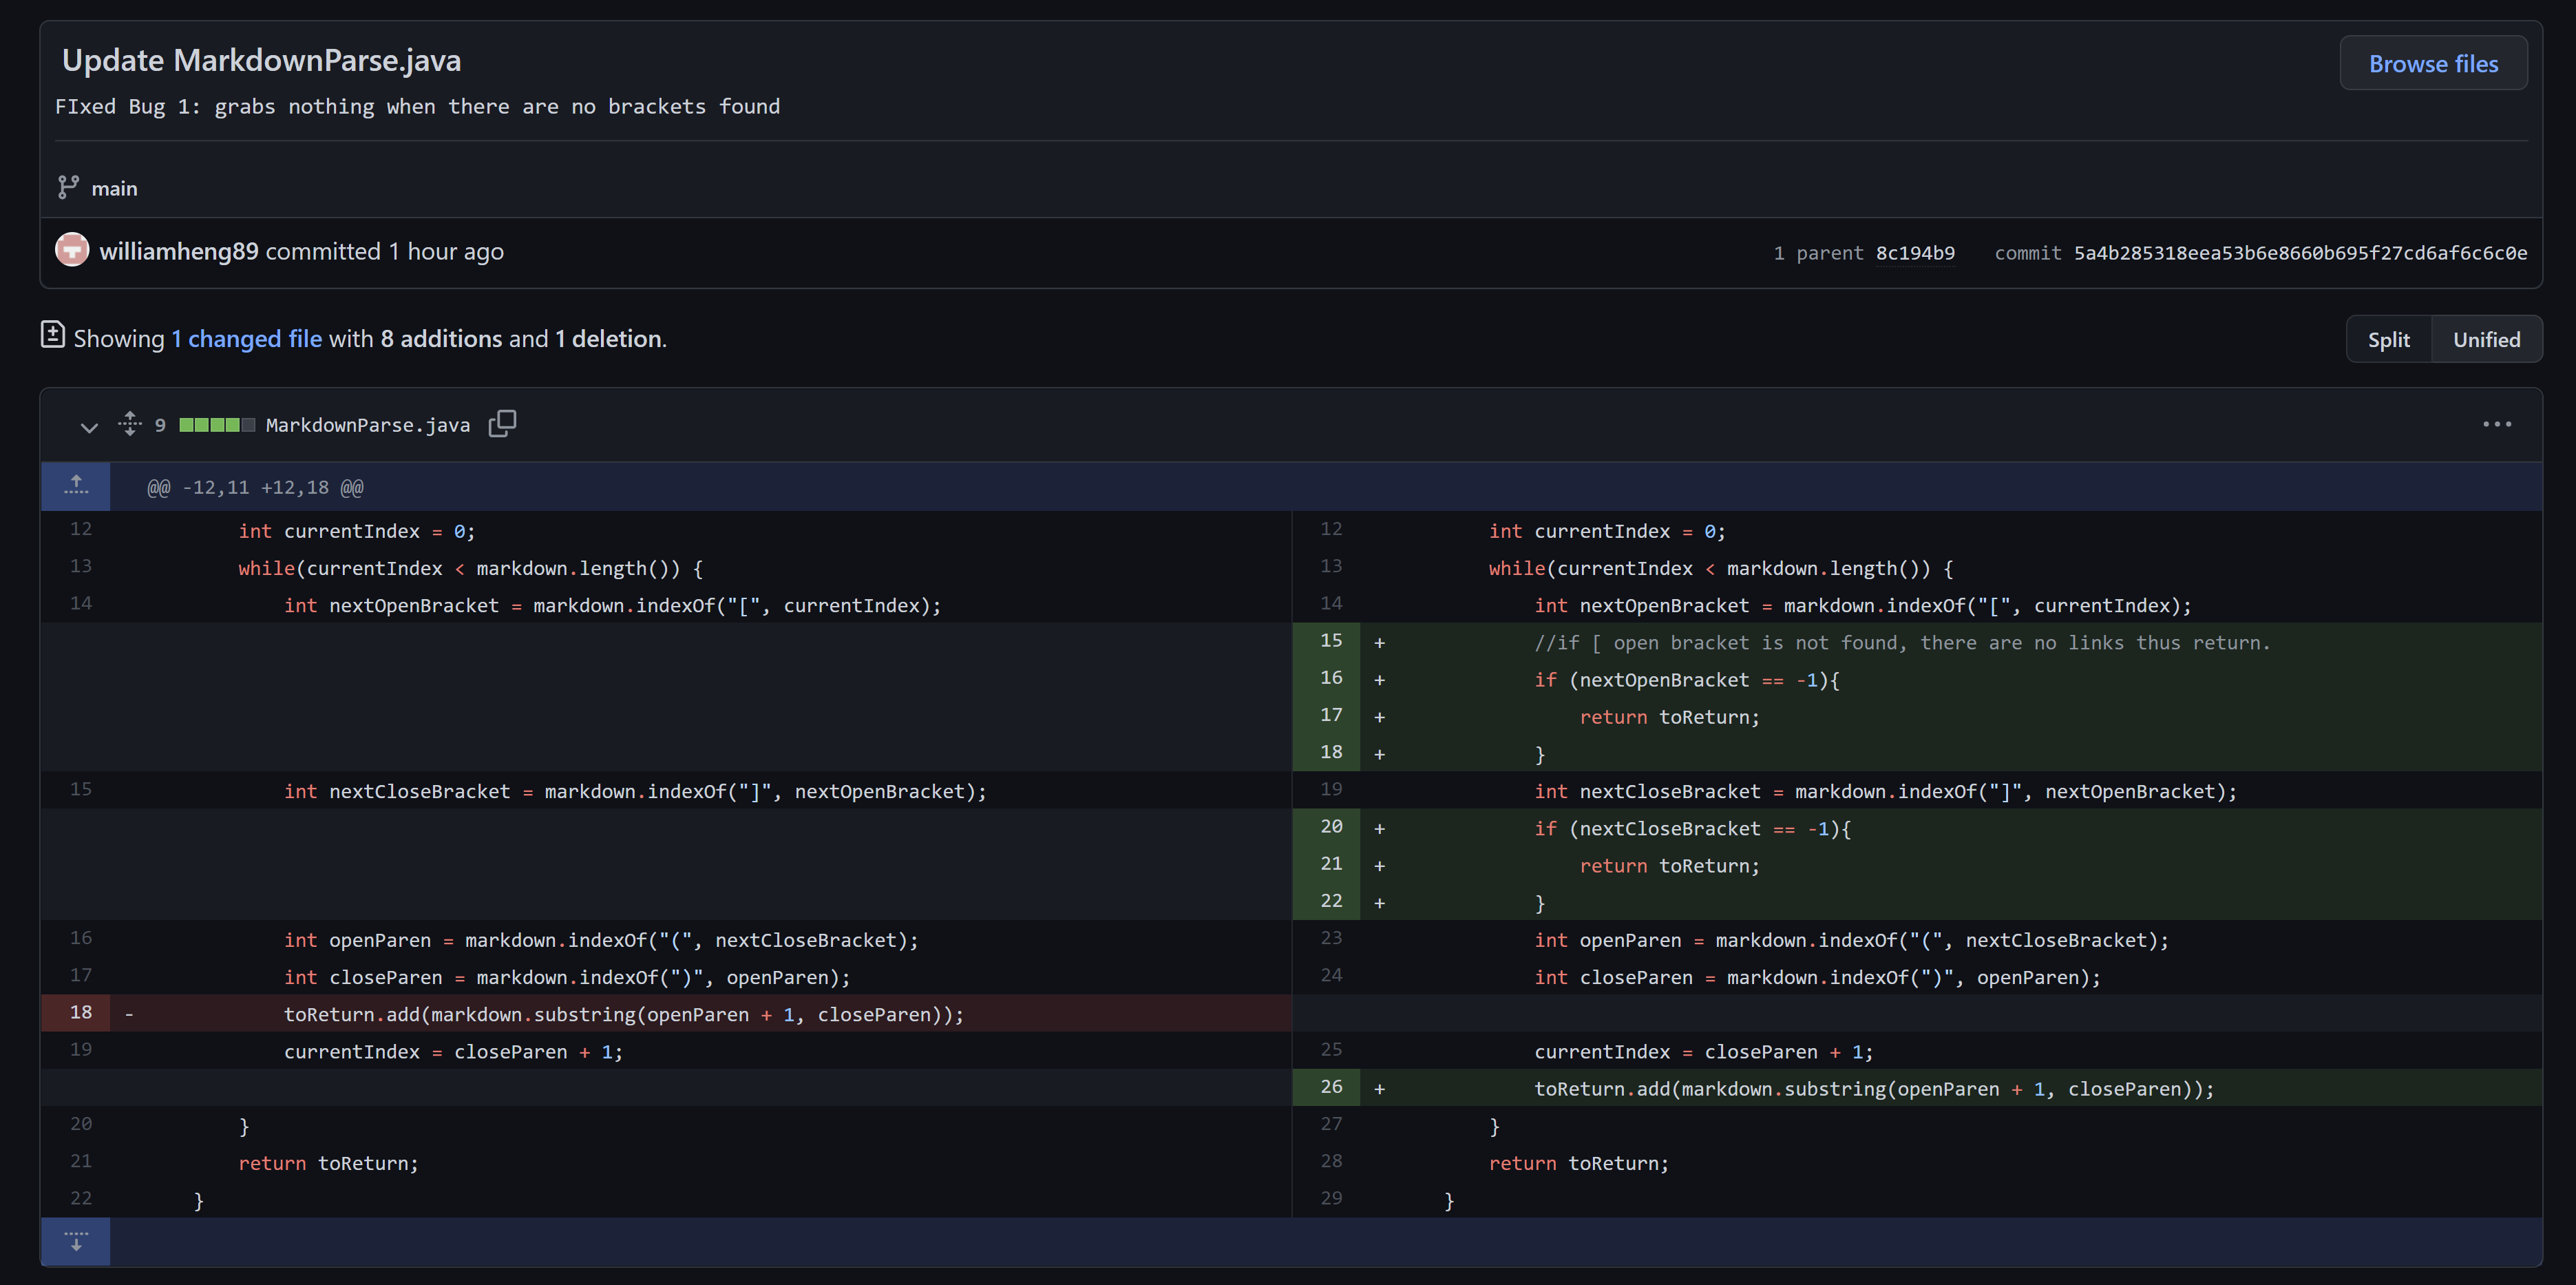 Update MarkdownParse.java
Browse files
FIxed Bug 1: grabs nothing when there are no brackets found
main
williamheng89 committed 1 hour ago
1 parent 8c194b9 commit 5a4b285318eea53b6e8660b695f27cd6af6c6c0e
Showing 1 changed file with 8 additions and 1 deletion.
Split Unified
9 MarkdownParse.java
@@ -12,11 +12,18 @@
12 int currentIndex = 0;
13 while(currentIndex < markdown.length()) {
14 int nextOpenBracket = markdown.indexOf("[", currentIndex);
15 int nextCloseBracket = markdown.indexOf("]", nextOpenBracket);
16 int openParen = markdown.indexOf("(", nextCloseBracket);
17 int closeParen = markdown.indexOf(")", openParen);
18 - toReturn.add(markdown.substring(openParen + 1, closeParen));
19 currentIndex = closeParen + 1;
20 }
21 return toReturn;
22 }
12 int currentIndex = 0;
13 while(currentIndex < markdown.length()) {
14 int nextOpenBracket = markdown.indexOf("[", currentIndex);
15 + //if [ open bracket is not found, there are no links thus return.
16 + if (nextOpenBracket == -1){
17 + return toReturn;
18 + }
19 int nextCloseBracket = markdown.indexOf("]", nextOpenBracket);
20 + if (nextCloseBracket == -1){
21 + return toReturn;
22 + }
23 int openParen = markdown.indexOf("(", nextCloseBracket);
24 int closeParen = markdown.indexOf(")", openParen);
25 currentIndex = closeParen + 1;
26 + toReturn.add(markdown.substring(openParen + 1, closeParen));
27 }
28 return toReturn;
29 }